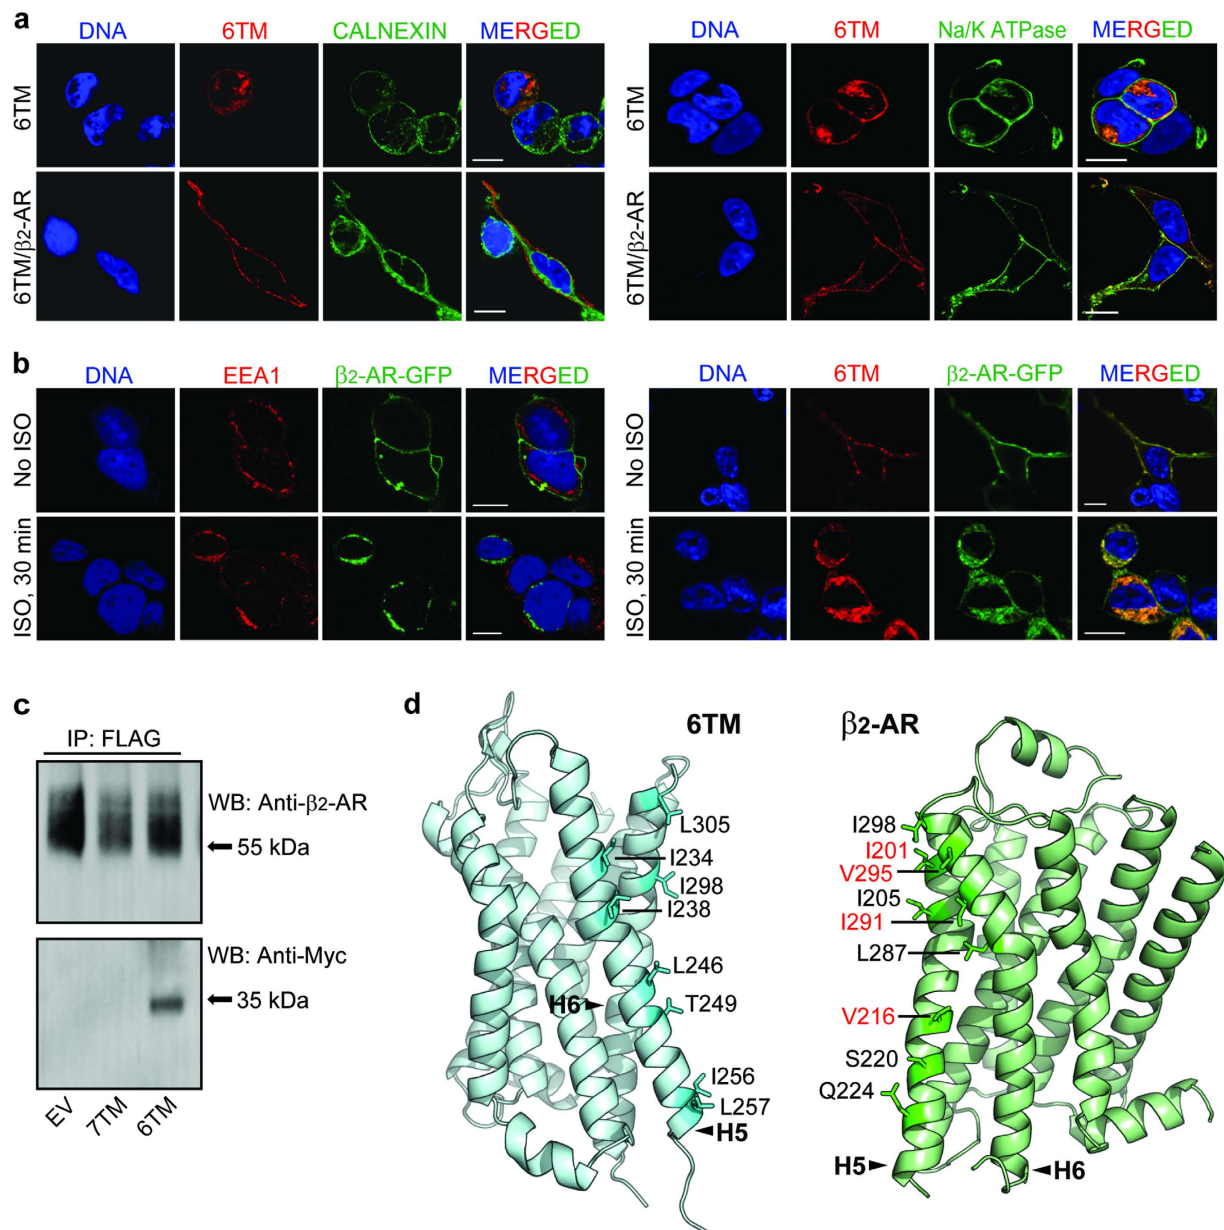 a
DNA 6TM CALNEXIN MERGED
6TM
6TM/β2-AR
DNA 6TM Na/K ATPase MERGED
6TM
6TM/β2-AR
b
DNA EEA1 β2-AR-GFP MERGED
No ISO
ISO, 30 min
DNA 6TM β2-AR-GFP MERGED
No ISO
ISO, 30 min
c
IP: FLAG
WB: Anti-β2-AR
55 kDa
WB: Anti-Myc
35 kDa
EV 7TM 6TM
d
6TM
L305
I234
I298
I238
L246
H6
T249
I256
L257
H5
β2-AR
I298
I201
V295
I205
I291
L287
V216
S220
Q224
H5
H6